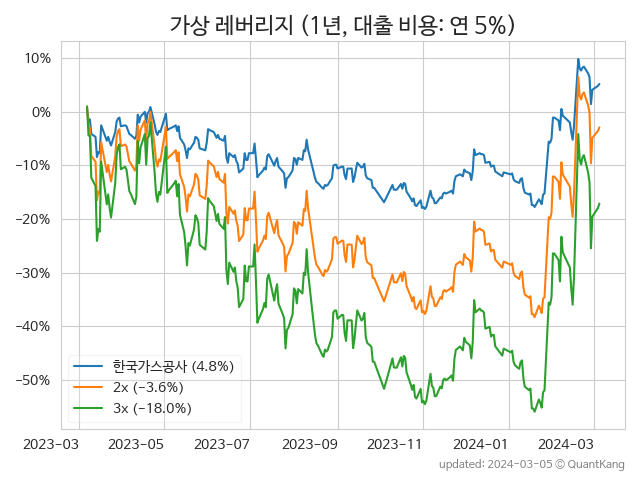 가상 레버리지 (1년, 대출 비용: 연 5%)
10%
0%
−10%
−20%
−30%
−40%
−50%
한국가스공사 (4.8%)
2x (−3.6%)
3x (−18.0%)
2023-03 2023-05 2023-07 2023-09 2023-11 2024-01 2024-03
updated: 2024-03-05 ⓒ QuantKang